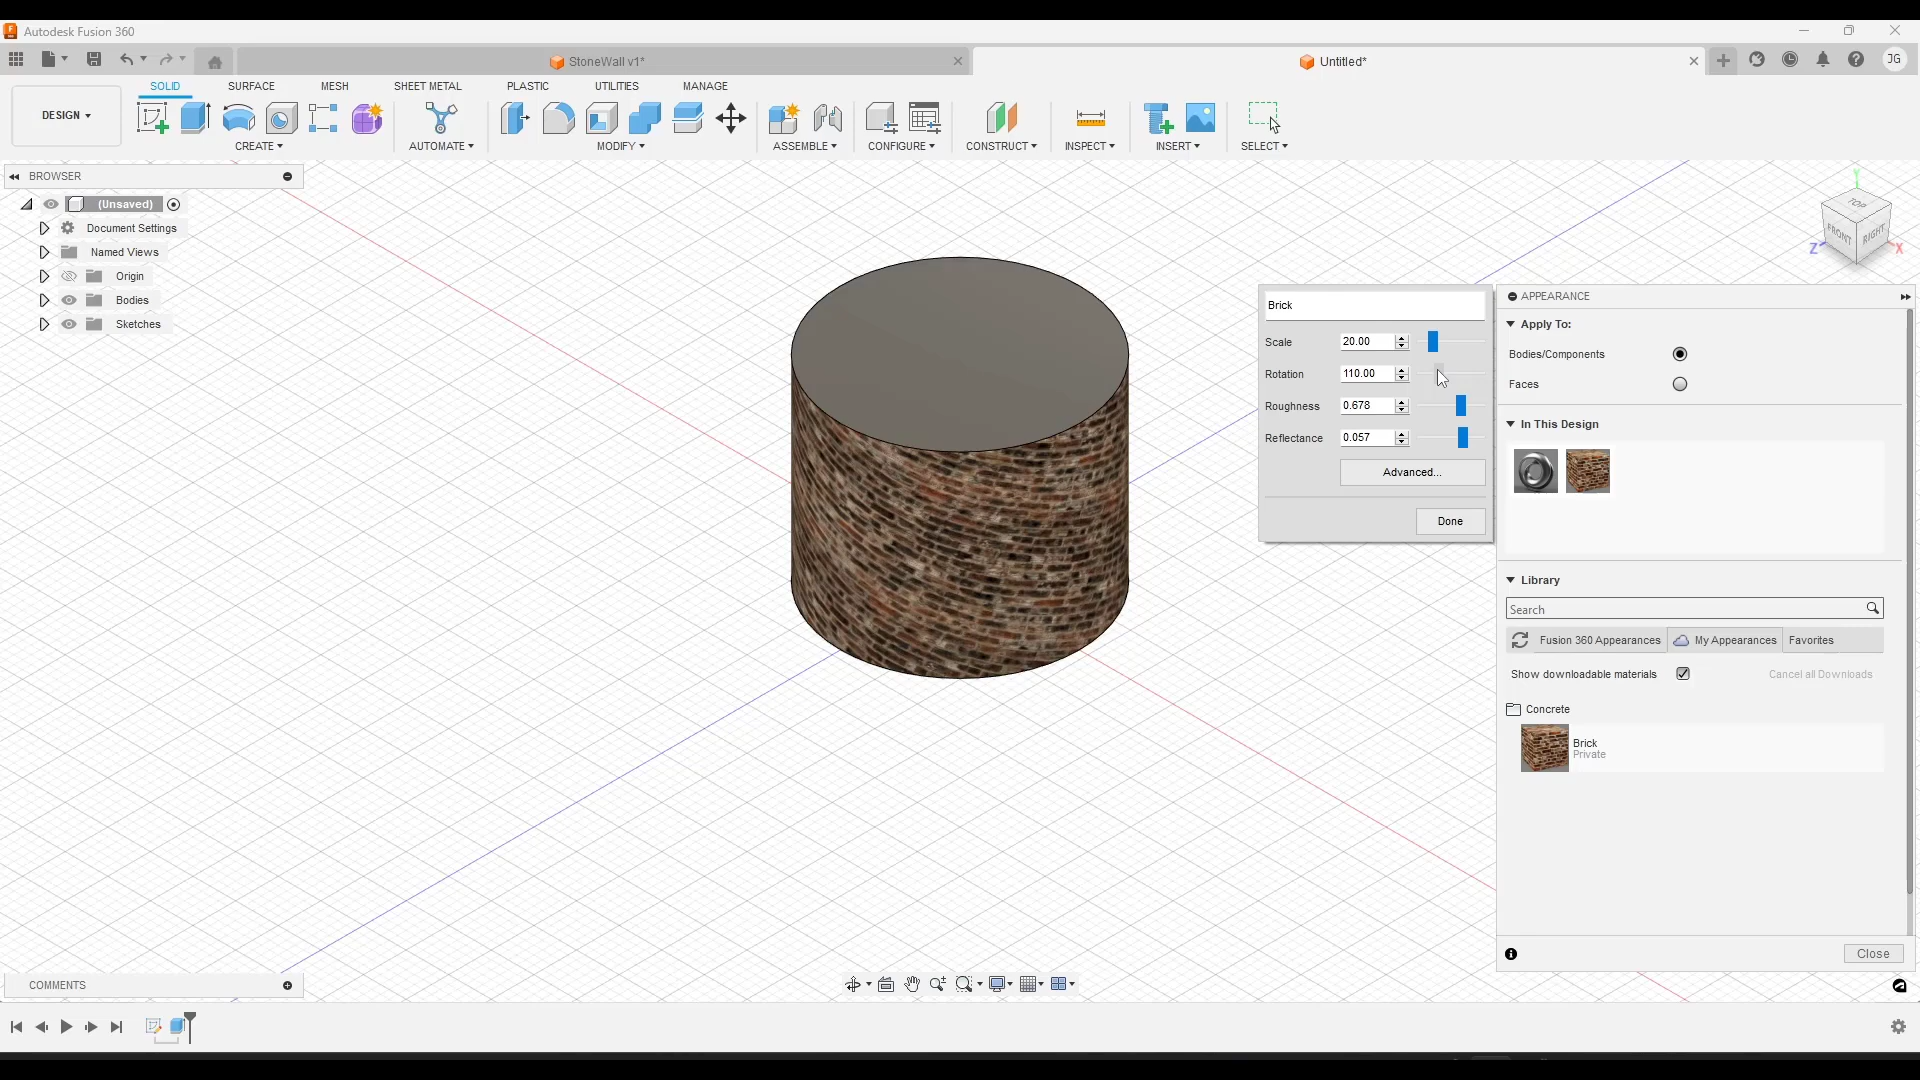 Autodesk Fusion 360
StoneWall v1*
Untitled*
JG
DESIGN
SOLID SURFACE MESH SHEET METAL PLASTIC UTILITIES MANAGE
CREATE AUTOMATE MODIFY ASSEMBLE CONFIGURE CONSTRUCT INSPECT INSERT SELECT
BROWSER
(Unsaved)
Document Settings
Named Views
Origin
Bodies
Sketches
Y
TOP
FRONT
RIGHT
Z
X
Brick
Scale 20.00
Rotation 110.00
Roughness 0.678
Reflectance 0.057
Advanced...
Done
APPEARANCE
Apply To:
Bodies/Components
Faces
In This Design
Library
Search
Fusion 360 Appearances My Appearances Favorites
Show downloadable materials Cancel all Downloads
Concrete
Brick
Private
Close
COMMENTS